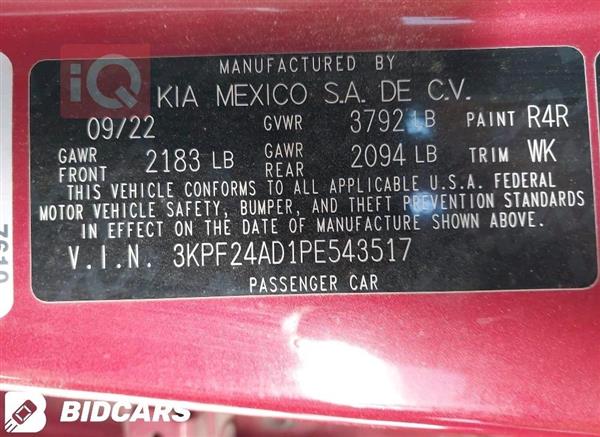 iQ
MANUFACTURED BY
KIA MEXICO S.A. DE C.V.
09/22 GVWR 3792 LB PAINT R4R
GAWR FRONT 2183 LB GAWR REAR 2094 LB TRIM WK
THIS VEHICLE CONFORMS TO ALL APPLICABLE U.S.A. FEDERAL
MOTOR VEHICLE SAFETY, BUMPER, AND THEFT PREVENTION STANDARDS
IN EFFECT ON THE DATE OF MANUFACTURE SHOWN ABOVE.
V.I.N. 3KPF24AD1PE543517
PASSENGER CAR
BIDCARS